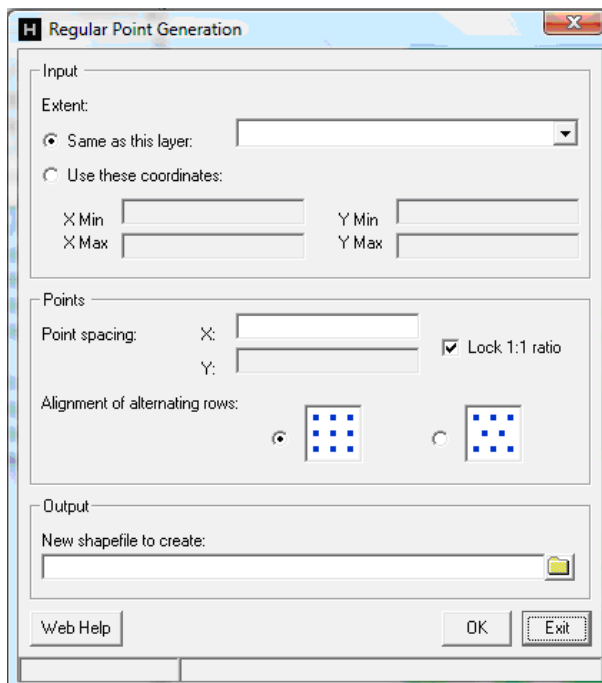 H Regular Point Generation
Input
Extent:
Same as this layer:
Use these coordinates:
X Min
Y Min
X Max
Y Max
Points
Point spacing:
X:
Lock 1:1 ratio
Y:
Alignment of alternating rows:
Output
New shapefile to create:
Web Help
OK
Exit